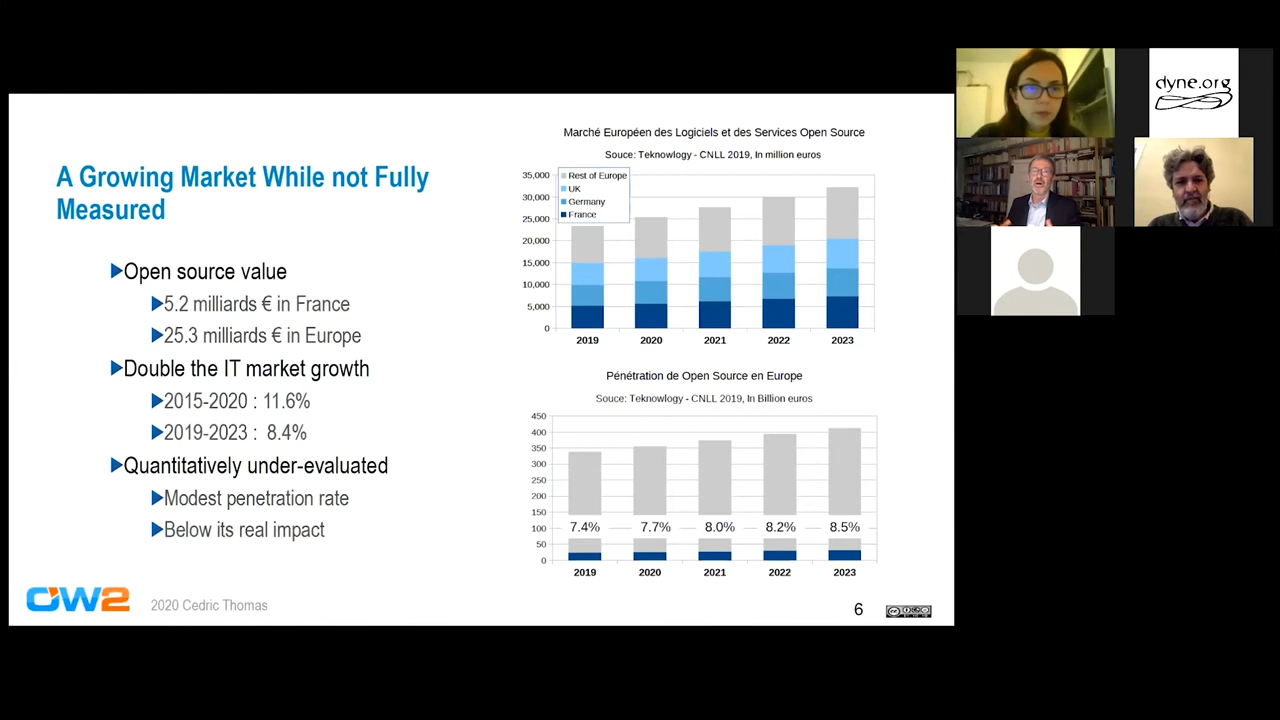 A Growing Market While not Fully
Measured
Open source value
5.2 milliards € in France
25.3 milliards € in Europe
Double the IT market growth
2015-2020 : 11.6%
2019-2023 : 8.4%
Quantitatively under-evaluated
Modest penetration rate
Below its real impact
OW2
2020 Cedric Thomas
Marché Européen des Logiciels et des Services Open Source
Souce: Teknowlogy - CNLL 2019, In million euros
Rest of Europe
UK
Germany
France
35,000
30,000
25,000
20,000
15,000
10,000
5,000
0
2019 2020 2021 2022 2023
Pénétration de Open Source en Europe
Souce: Teknowlogy - CNLL 2019, In Billion euros
450
400
350
300
250
200
150
100
50
0
7.4% 7.7% 8.0% 8.2% 8.5%
2019 2020 2021 2022 2023
6
dyne.org